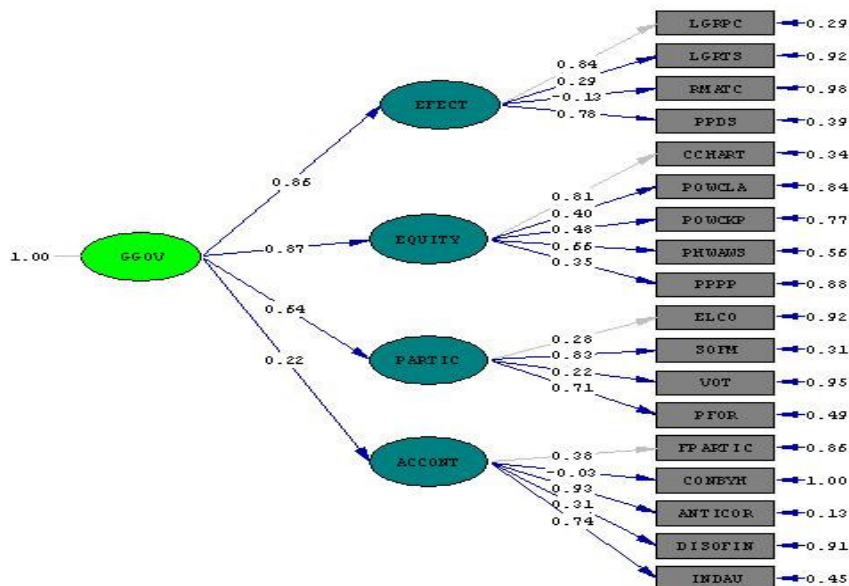 LGRPC 0.29
LGRTS 0.92
RMATC 0.98
PPDS 0.39
CCHART 0.34
POWCLA 0.84
POWCKP 0.77
PHWAWS 0.56
PPPP 0.88
ELCO 0.92
SOFM 0.31
VOT 0.95
PFOR 0.49
FPARTIC 0.86
CONBYH 1.00
ANTICOR 0.13
DISOFIN 0.91
INDAU 0.45
EFECT
0.84
0.29
-0.13
0.78
EQUITY
0.81
0.40
0.48
0.66
0.35
PARTIC
0.28
0.83
0.22
0.71
ACCONT
0.38
-0.03
0.93
0.31
0.74
1.00 GGOV
0.86
0.87
0.64
0.22